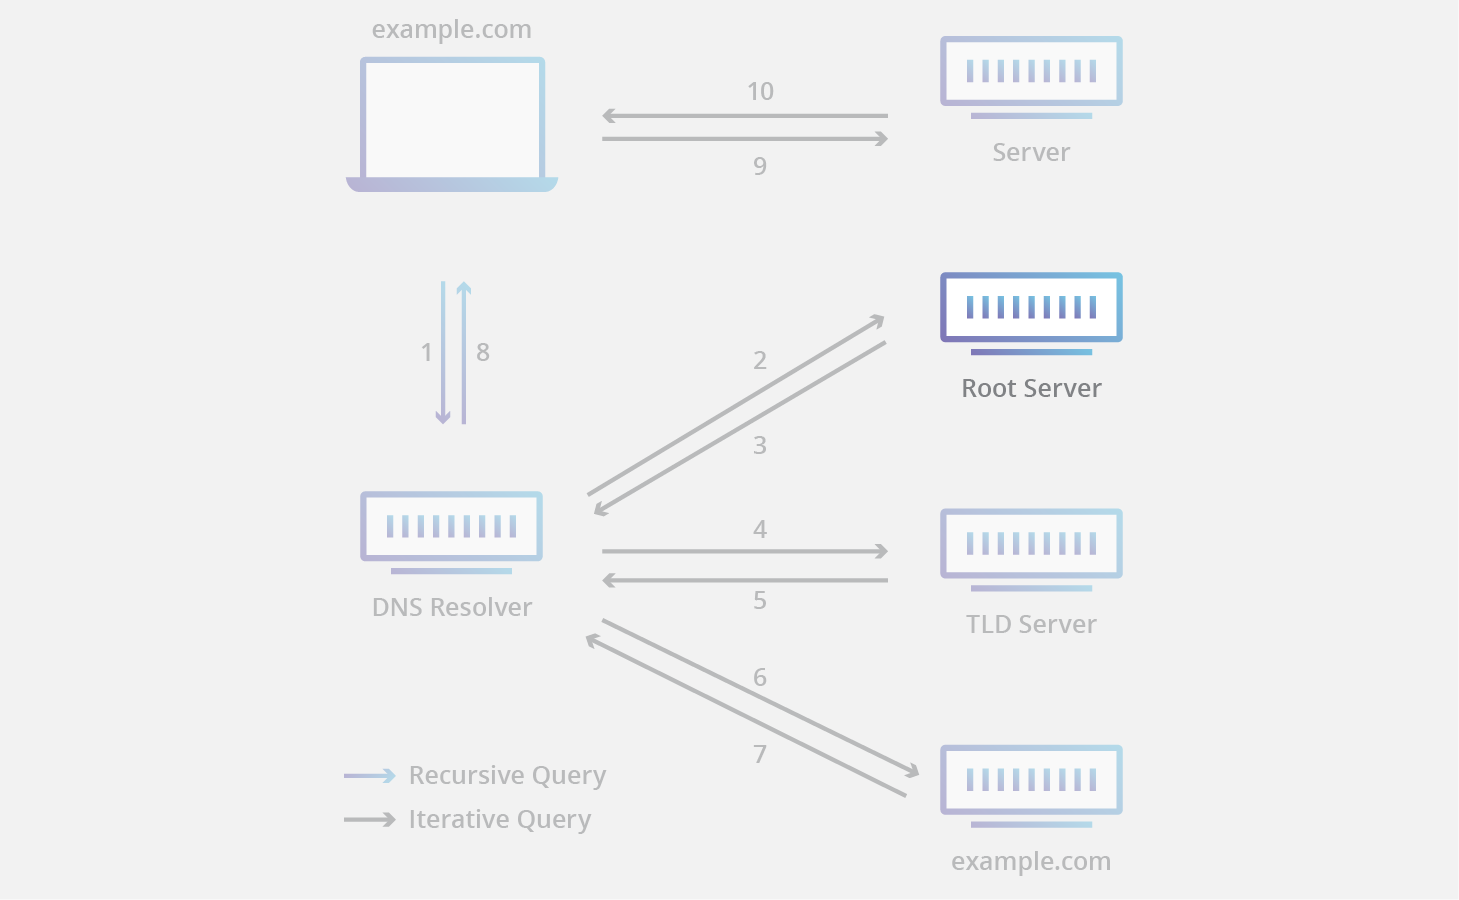 example.com
10
9
Server
1
8
2
3
Root Server
4
5
DNS Resolver
TLD Server
6
7
Recursive Query
Iterative Query
example.com